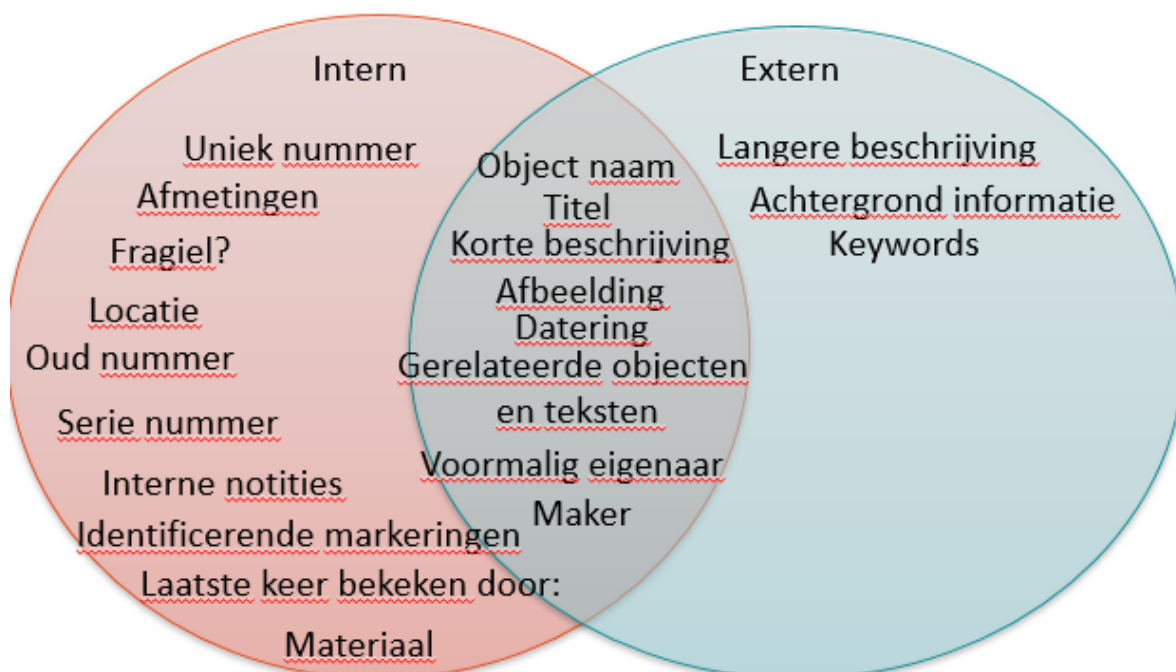 Intern
Uniek nummer
Afmetingen
Fragiel?
Locatie
Oud nummer
Serie nummer
Interne notities
Identificerende markeringen
Laatste keer bekeken door:
Materiaal
Object naam
Titel
Korte beschrijving
Afbeelding
Datering
Gerelateerde objecten
en teksten
Voormalig eigenaar
Maker
Extern
Langere beschrijving
Achtergrond informatie
Keywords